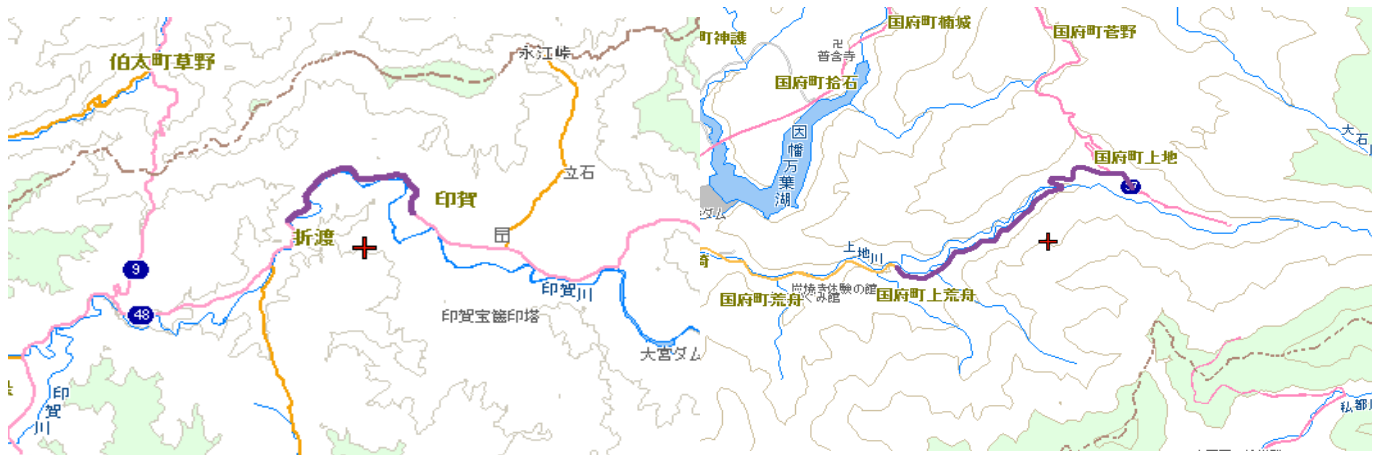 伯太町草野
永江峠
立石
印賀
折渡
9
48
印賀川
印賀宝篋印塔
大宮ダム
印賀川
国府町楠城
町神護
普含寺
国府町菅野
国府町拾石
因幡万葉湖
大石
国府町上地
ダム
上地川
国府町荒舟
国府町上荒舟
私都